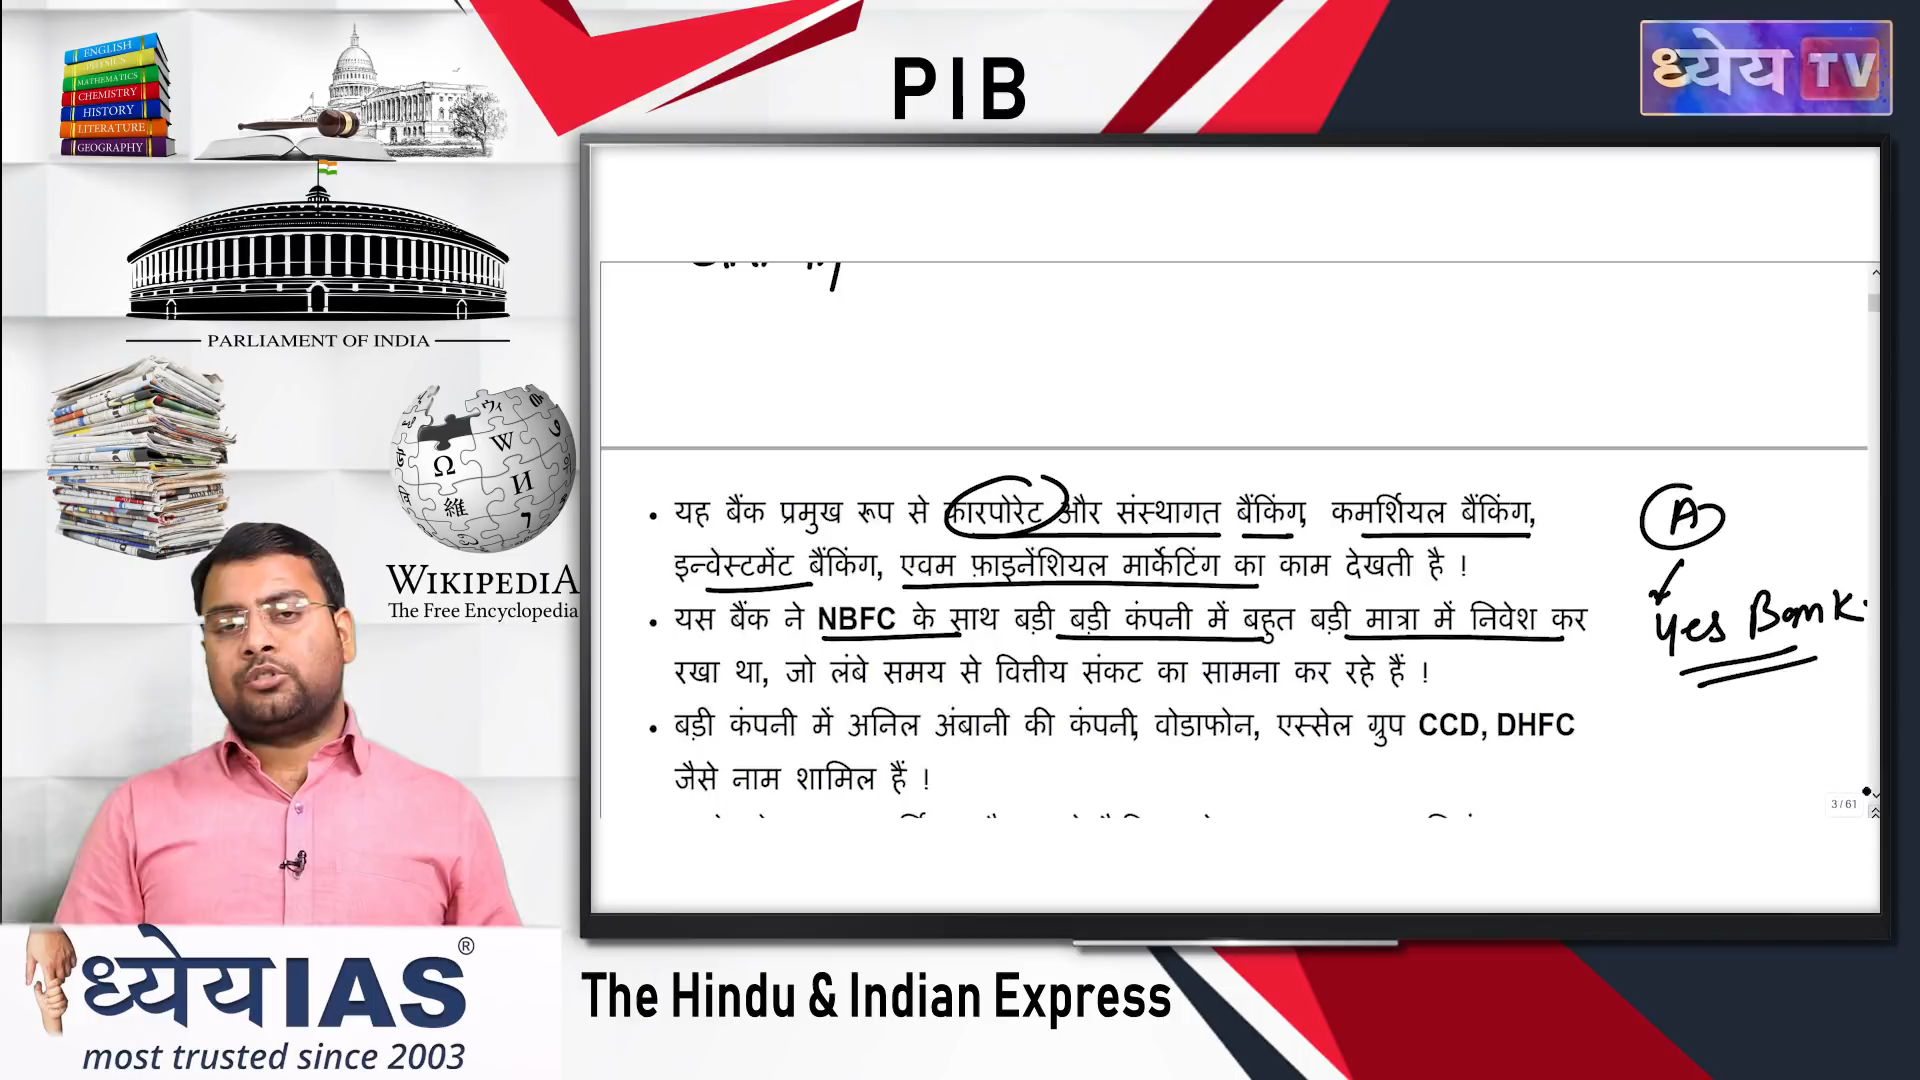 ENGLISH
PHYSICS
MATHEMATICS
CHEMISTRY
HISTORY
LITERATURE
GEOGRAPHY
PARLIAMENT OF INDIA
WIKIPEDIA
The Free Encyclopedia
PIB
ध्येय TV
यह बैंक प्रमुख रूप से कारपोरेट और संस्थागत बैंकिंग, कमर्शियल बैंकिंग,
इन्वेस्टमेंट बैंकिंग, एवम फ़ाइनेंशियल मार्केटिंग का काम देखती है !
यस बैंक ने NBFC के साथ बड़ी बड़ी कंपनी में बहुत बड़ी मात्रा में निवेश कर
रखा था, जो लंबे समय से वित्तीय संकट का सामना कर रहे हैं !
बड़ी कंपनी में अनिल अंबानी की कंपनी, वोडाफोन, एस्सेल ग्रुप CCD, DHFC
जैसे नाम शामिल हैं !
A
Yes Bank.
3 / 61
ध्येय IAS ®
most trusted since 2003
The Hindu & Indian Express